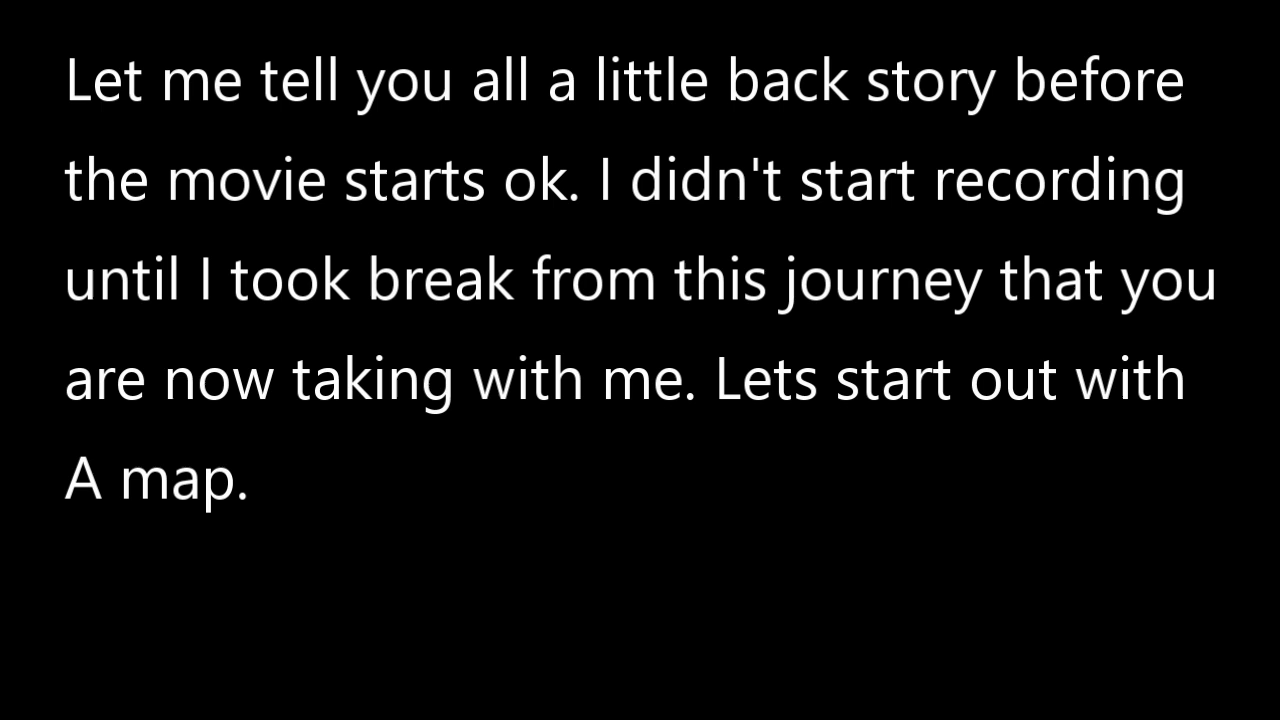 Let me tell you all a little back story before
the movie starts ok. I didn't start recording
until I took break from this journey that you
are now taking with me. Lets start out with
A map.